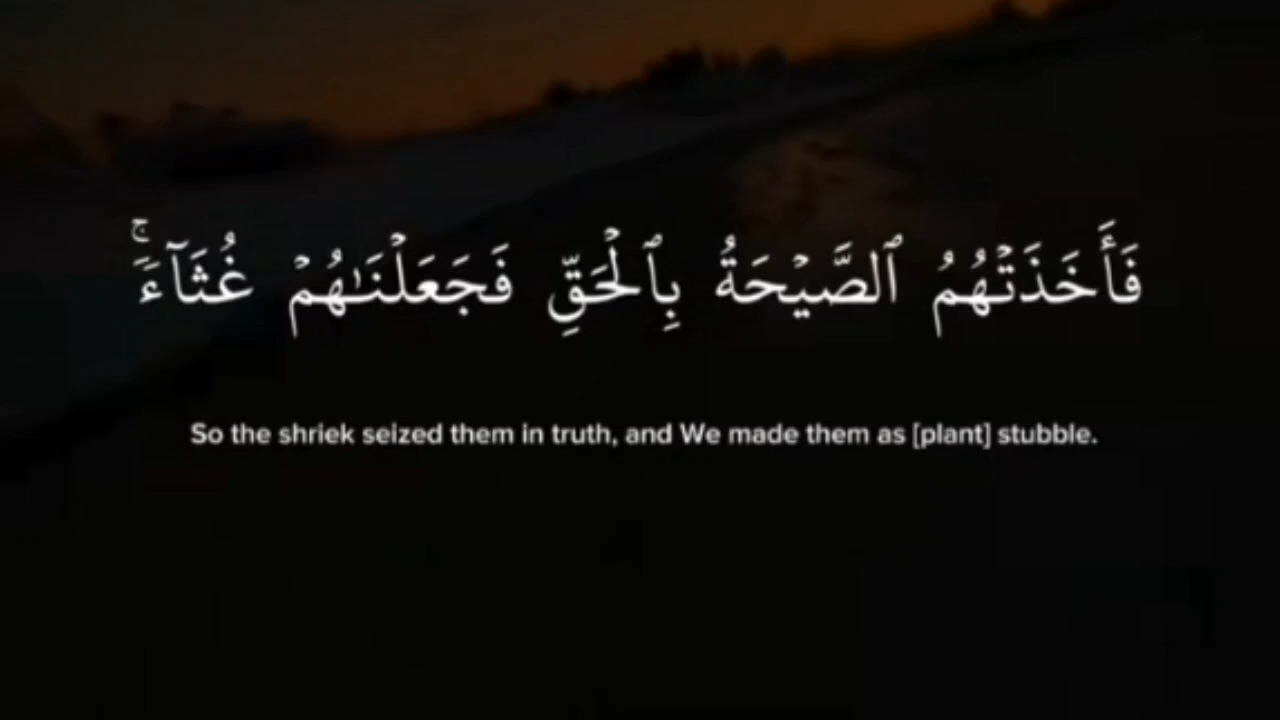 فَأَخَذَتْهُمُ ٱلصَّيْحَةُ بِٱلْحَقِّ فَجَعَلْنَـٰهُمْ غُثَآءً ۚ
So the shriek seized them in truth, and We made them as [plant] stubble.